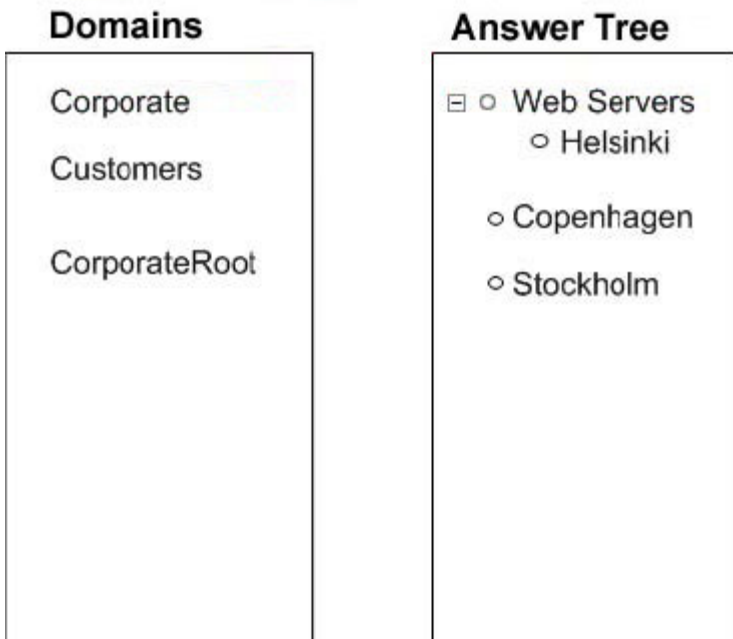 Domains
Corporate
Customers
CorporateRoot
Answer Tree
Web Servers
Helsinki
Copenhagen
Stockholm